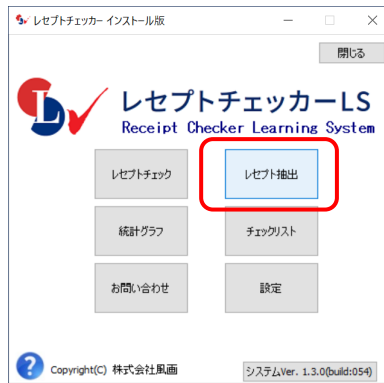 レセプトチェッカー インストール版
閉じる
レセプトチェッカーLS
Receipt Checker Learning System
レセプトチェック
レセプト抽出
統計グラフ
チェックリスト
お問い合わせ
設定
? Copyright(C) 株式会社風画
システムVer. 1.3.0(build:054)